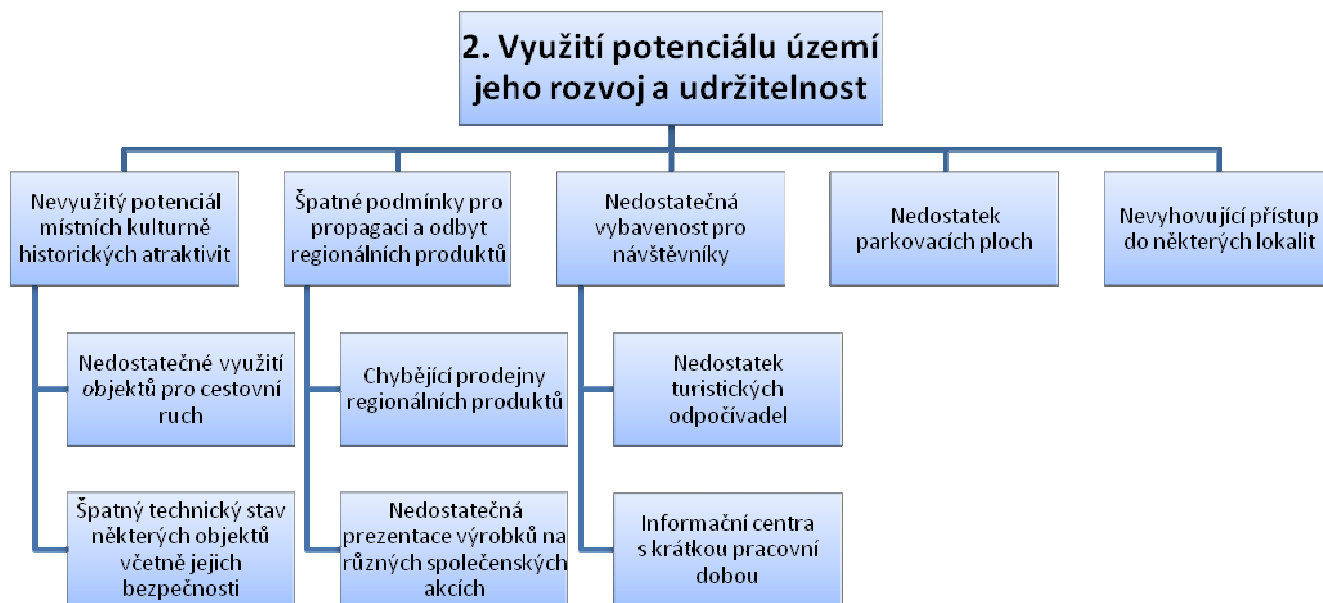 2. Využití potenciálu území
jeho rozvoj a udržitelnost
Nevyužitý potenciál
místních kulturně
historických atraktivit
Špatné podmínky pro
propagaci a odbyt
regionálních produktů
Nedostatečná
vybavenost pro
návštěvníky
Nedostatek
parkovacích ploch
Nevyhovující přístup
do některých lokalit
Nedostatečné využití
objektů pro cestovní
ruch
Chybějící prodejny
regionálních produktů
Nedostatek
turistických
odpočívadel
Špatný technický stav
některých objektů
včetně jejich
bezpečnosti
Nedostatečná
prezentace výrobků na
různých společenských
akcích
Informační centra
s krátkou pracovní
dobou